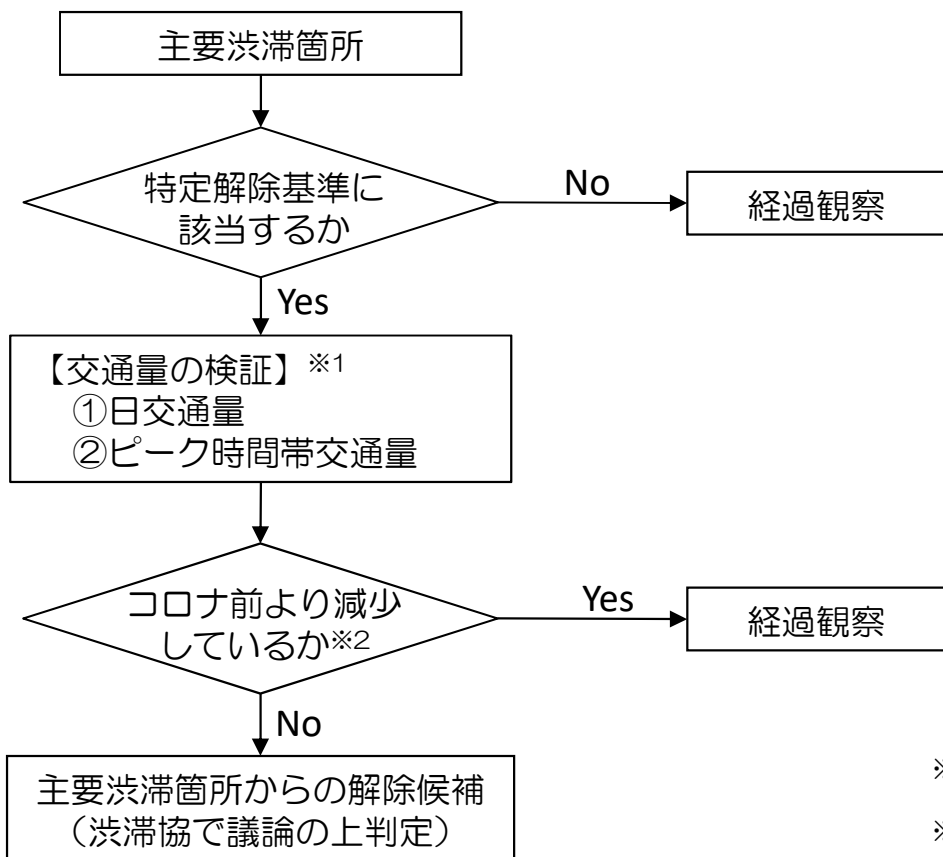 主要渋滞箇所
特定解除基準に
該当するか
No
経過観察
Yes
【交通量の検証】※1
①日交通量
②ピーク時間帯交通量
コロナ前より減少
しているか※2
Yes
経過観察
No
主要渋滞箇所からの解除候補
（渋滞協で議論の上判定）
※
※